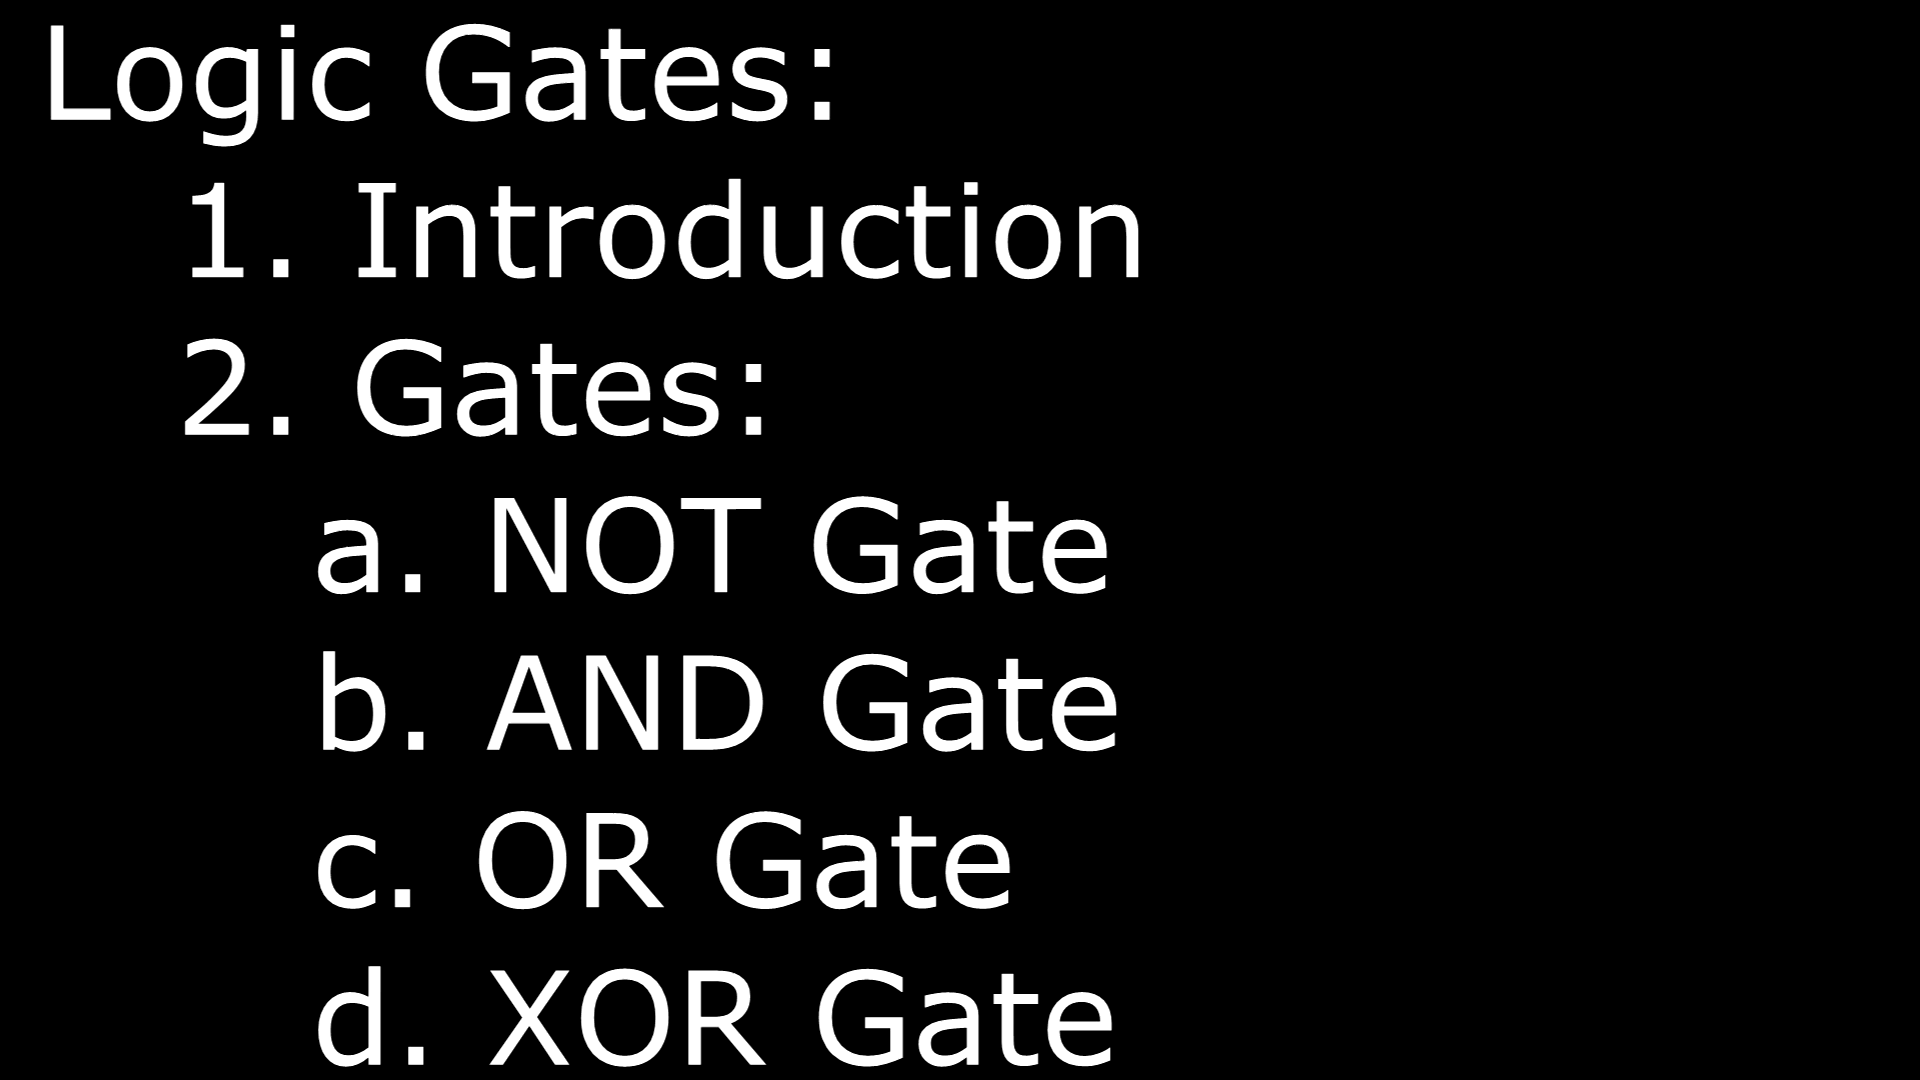 Logic Gates:
1. Introduction
2. Gates:
a. NOT Gate
b. AND Gate
c. OR Gate
d. XOR Gate